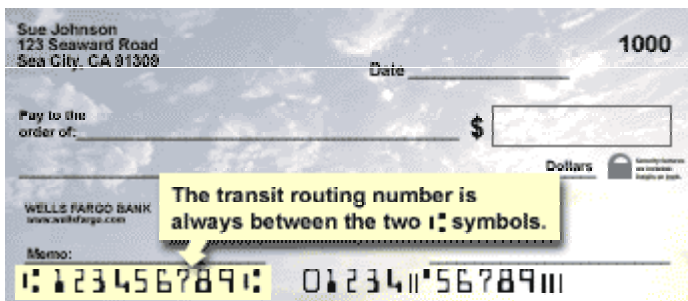 Sue Johnson
123 Seaward Road
Sea City, CA 91309
1000
Date
Pay to the
order of:
$
Dollars
WELLS FARGO BANK
www.wellsfargo.com
The transit routing number is
always between the two ⑆ symbols.
Memo:
⑆123456789⑆ 01234⑈56789⑈